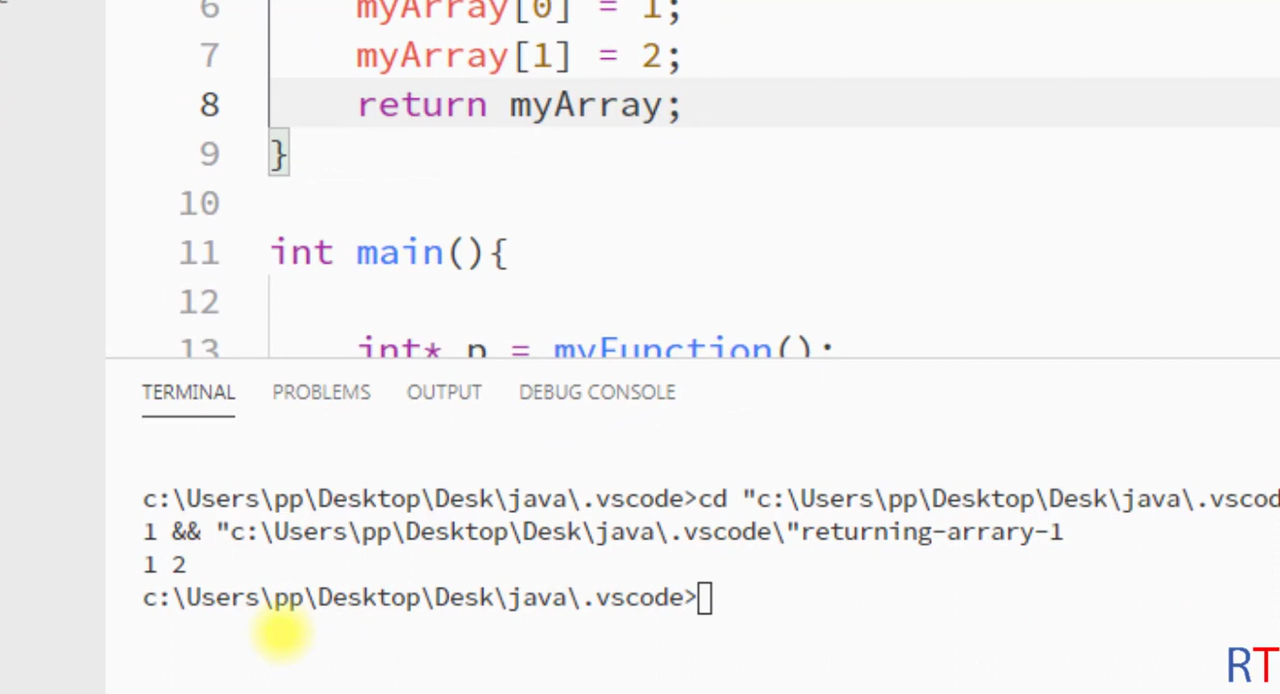 6 myArray[0] = 1;
7 myArray[1] = 2;
8 return myArray;
9 }
10
11 int main(){
12
13 int* p = myFunction();
TERMINAL PROBLEMS OUTPUT DEBUG CONSOLE
c:\Users\pp\Desktop\Desk\java\.vscode>cd "c:\Users\pp\Desktop\Desk\java\.vscod
1 && "c:\Users\pp\Desktop\Desk\java\.vscode\"returning-arrary-1
1 2
c:\Users\pp\Desktop\Desk\java\.vscode>
RT